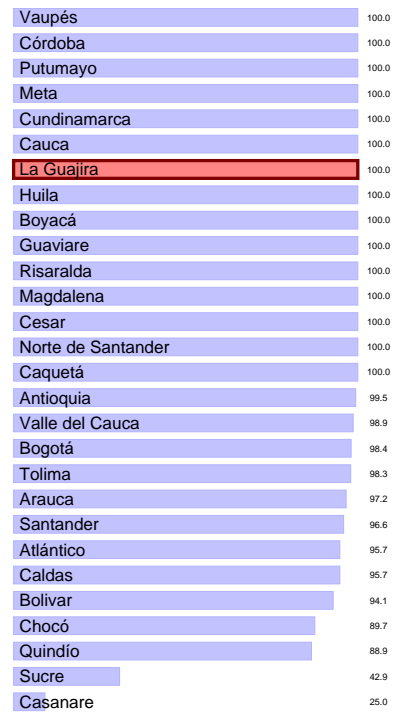 Vaupés 100.0
Córdoba 100.0
Putumayo 100.0
Meta 100.0
Cundinamarca 100.0
Cauca 100.0
La Guajira 100.0
Huila 100.0
Boyacá 100.0
Guaviare 100.0
Risaralda 100.0
Magdalena 100.0
Cesar 100.0
Norte de Santander 100.0
Caquetá 100.0
Antioquia 99.5
Valle del Cauca 98.9
Bogotá 98.4
Tolima 98.3
Arauca 97.2
Santander 96.6
Atlántico 95.7
Caldas 95.7
Bolivar 94.1
Chocó 89.7
Quindío 88.9
Sucre 42.9
Casanare 25.0